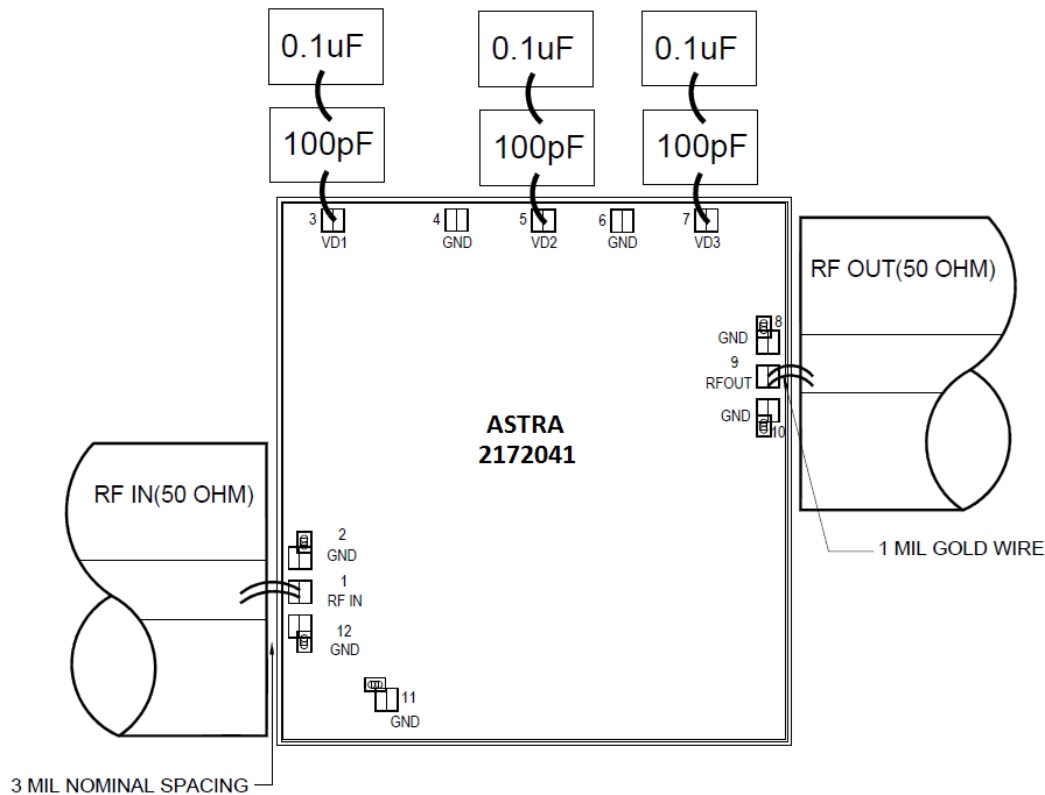 0.1uF
0.1uF
0.1uF
100pF
100pF
100pF
3
VD1
4
GND
5
VD2
6
GND
7
VD3
RF OUT(50 OHM)
8
GND
9
RFOUT
GND
10
ASTRA
2172041
RF IN(50 OHM)
1 MIL GOLD WIRE
2
GND
1
RF IN
12
GND
11
GND
3 MIL NOMINAL SPACING